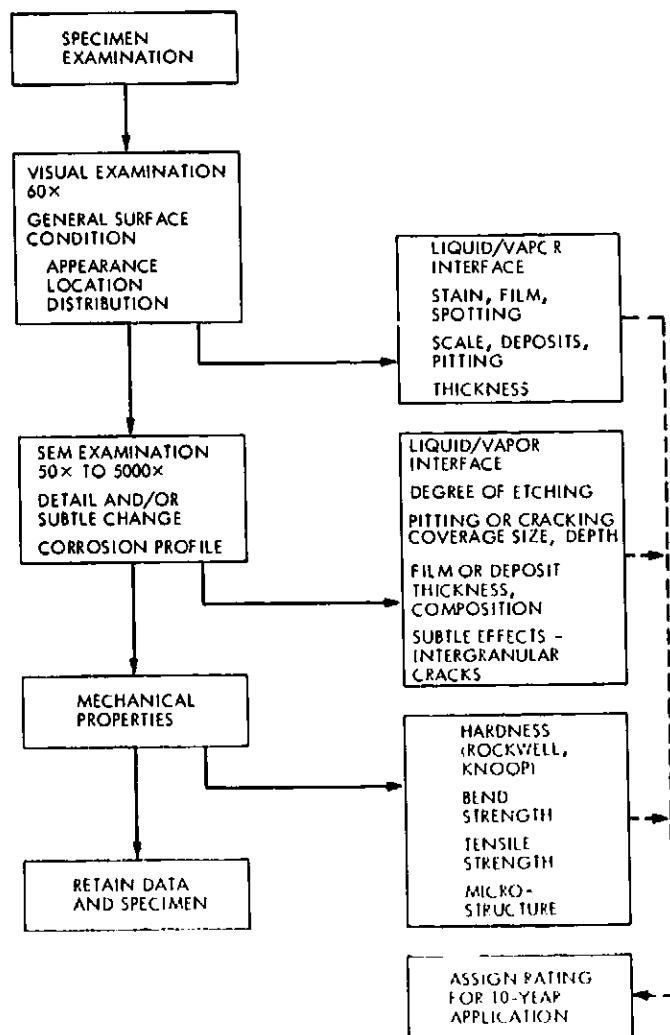 SPECIMEN
EXAMINATION
VISUAL EXAMINATION
60×
GENERAL SURFACE
CONDITION
APPEARANCE
LOCATION
DISTRIBUTION
LIQUID/VAPOR
INTERFACE
STAIN, FILM,
SPOTTING
SCALE, DEPOSITS,
PITTING
THICKNESS
SEM EXAMINATION
50× TO 5000×
DETAIL AND/OR
SUBTLE CHANGE
CORROSION PROFILE
LIQUID/VAPOR
INTERFACE
DEGREE OF ETCHING
PITTING OR CRACKING
COVERAGE SIZE, DEPTH
FILM OR DEPOSIT
THICKNESS,
COMPOSITION
SUBTLE EFFECTS -
INTERGRANULAR
CRACKS
MECHANICAL
PROPERTIES
HARDNESS
(ROCKWELL,
KNOOP)
BEND
STRENGTH
TENSILE
STRENGTH
MICRO-
STRUCTURE
RETAIN DATA
AND SPECIMEN
ASSIGN RATING
FOR 10-YEAR
APPLICATION